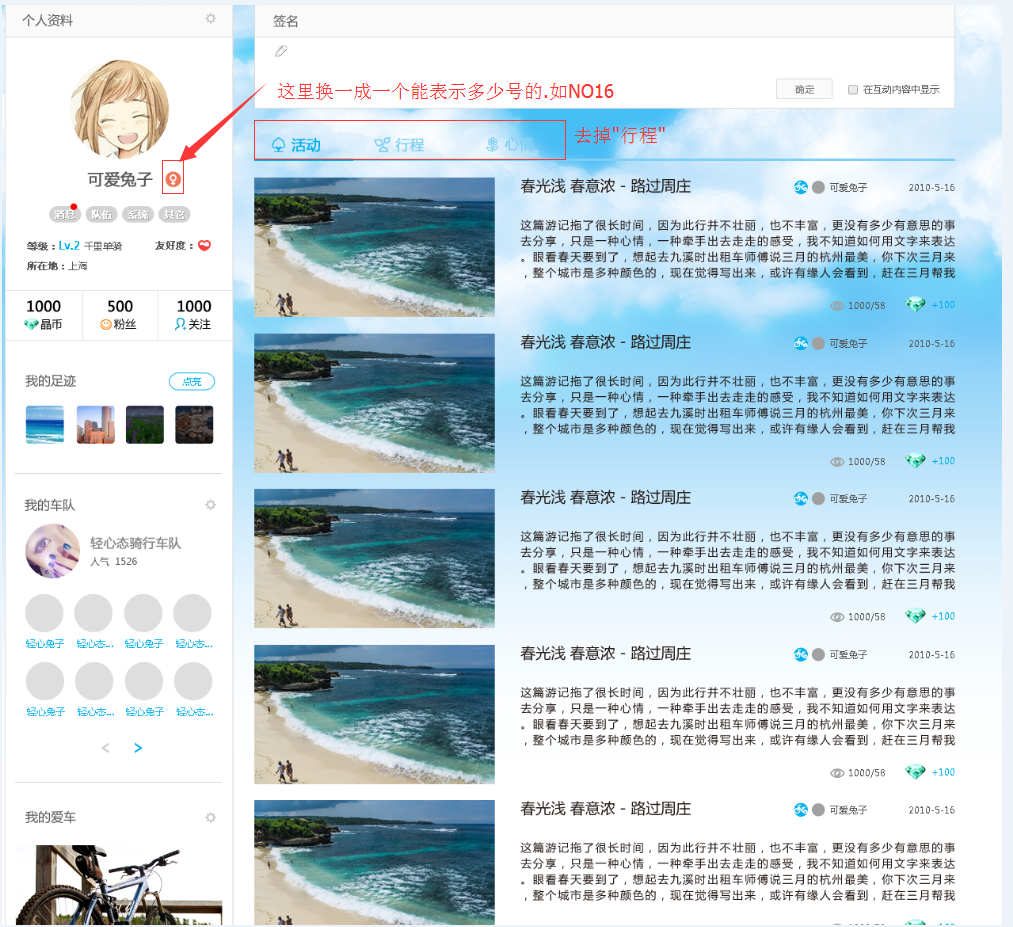 个人资料
可爱兔子
消息 队伍 系统 其它
等级：Lv.2 千里单骑 友好度：
所在地：上海
1000 500 1000
晶币 粉丝 关注
我的足迹 点亮
我的车队
轻心态骑行车队
人气 1526
轻心兔子 轻心态... 轻心兔子 轻心态...
轻心兔子 轻心态... 轻心兔子 轻心态...
< >
我的爱车
签名
这里换一成一个能表示多少号的.如NO16
确定 在互动内容中显示
活动 行程 心情
去掉"行程"
春光浅 春意浓 - 路过周庄 可爱兔子 2010-5-16
这篇游记拖了很长时间，因为此行并不壮丽，也不丰富，更没有多少有意思的事
去分享，只是一种心情，一种牵手出去走走的感受，我不知道如何用文字来表达
。眼看春天要到了，想起去九溪时出租车师傅说三月的杭州最美，你下次三月来
，整个城市是多种颜色的，现在觉得写出来，或许有缘人会看到，赶在三月帮我
1000/58 +100
春光浅 春意浓 - 路过周庄 可爱兔子 2010-5-16
这篇游记拖了很长时间，因为此行并不壮丽，也不丰富，更没有多少有意思的事
去分享，只是一种心情，一种牵手出去走走的感受，我不知道如何用文字来表达
。眼看春天要到了，想起去九溪时出租车师傅说三月的杭州最美，你下次三月来
，整个城市是多种颜色的，现在觉得写出来，或许有缘人会看到，赶在三月帮我
1000/58 +100
春光浅 春意浓 - 路过周庄 可爱兔子 2010-5-16
这篇游记拖了很长时间，因为此行并不壮丽，也不丰富，更没有多少有意思的事
去分享，只是一种心情，一种牵手出去走走的感受，我不知道如何用文字来表达
。眼看春天要到了，想起去九溪时出租车师傅说三月的杭州最美，你下次三月来
，整个城市是多种颜色的，现在觉得写出来，或许有缘人会看到，赶在三月帮我
1000/58 +100
春光浅 春意浓 - 路过周庄 可爱兔子 2010-5-16
这篇游记拖了很长时间，因为此行并不壮丽，也不丰富，更没有多少有意思的事
去分享，只是一种心情，一种牵手出去走走的感受，我不知道如何用文字来表达
。眼看春天要到了，想起去九溪时出租车师傅说三月的杭州最美，你下次三月来
，整个城市是多种颜色的，现在觉得写出来，或许有缘人会看到，赶在三月帮我
1000/58 +100
春光浅 春意浓 - 路过周庄 可爱兔子 2010-5-16
这篇游记拖了很长时间，因为此行并不壮丽，也不丰富，更没有多少有意思的事
去分享，只是一种心情，一种牵手出去走走的感受，我不知道如何用文字来表达
。眼看春天要到了，想起去九溪时出租车师傅说三月的杭州最美，你下次三月来
，整个城市是多种颜色的，现在觉得写出来，或许有缘人会看到，赶在三月帮我